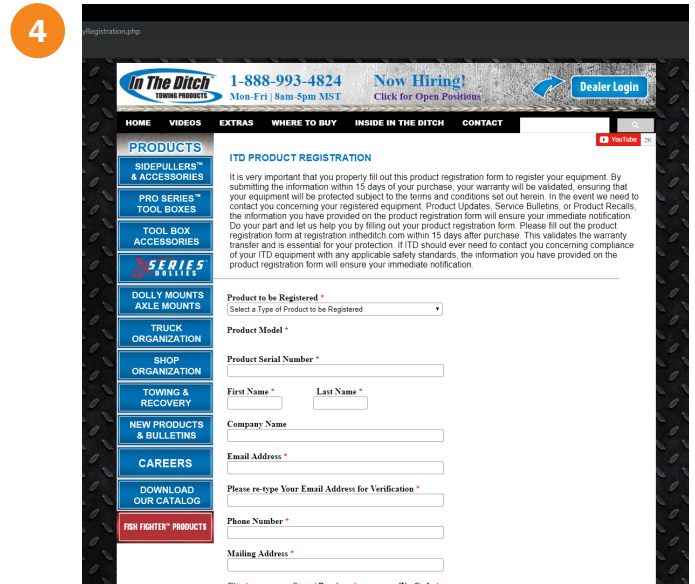 4
yRegistration.php
In The Ditch
TOWING PRODUCTS
1-888-993-4824
Mon-Fri | 8am-5pm MST
Now Hiring!
Click for Open Positions
Dealer Login
HOME VIDEOS EXTRAS WHERE TO BUY INSIDE IN THE DITCH CONTACT
YouTube 2K
PRODUCTS
SIDEPULLERS™
& ACCESSORIES
PRO SERIES™
TOOL BOXES
TOOL BOX
ACCESSORIES
X SERIES
DOLLIES
DOLLY MOUNTS
AXLE MOUNTS
TRUCK
ORGANIZATION
SHOP
ORGANIZATION
TOWING &
RECOVERY
NEW PRODUCTS
& BULLETINS
CAREERS
DOWNLOAD
OUR CATALOG
FISH FIGHTER™ PRODUCTS
ITD PRODUCT REGISTRATION
It is very important that you properly fill out this product registration form to register your equipment. By
submitting the information within 15 days of your purchase, your warranty will be validated, ensuring that
your equipment will be protected subject to the terms and conditions set out herein. In the event we need to
contact you concerning your registered equipment, Product Updates, Service Bulletins, or Product Recalls,
the information you have provided on the product registration form will ensure your immediate notification.
Do your part and let us help you by filling out your product registration form. Please fill out the product
registration form at registration.intheditch.com within 15 days after purchase. This validates the warranty
transfer and is essential for your protection. If ITD should ever need to contact you concerning compliance
of your ITD equipment with any applicable safety standards, the information you have provided on the
product registration form will ensure your immediate notification.
Product to be Registered *
Select a Type of Product to be Registered
Product Model *
Product Serial Number *
First Name * Last Name *
Company Name
Email Address *
Please re-type Your Email Address for Verification *
Phone Number *
Mailing Address *